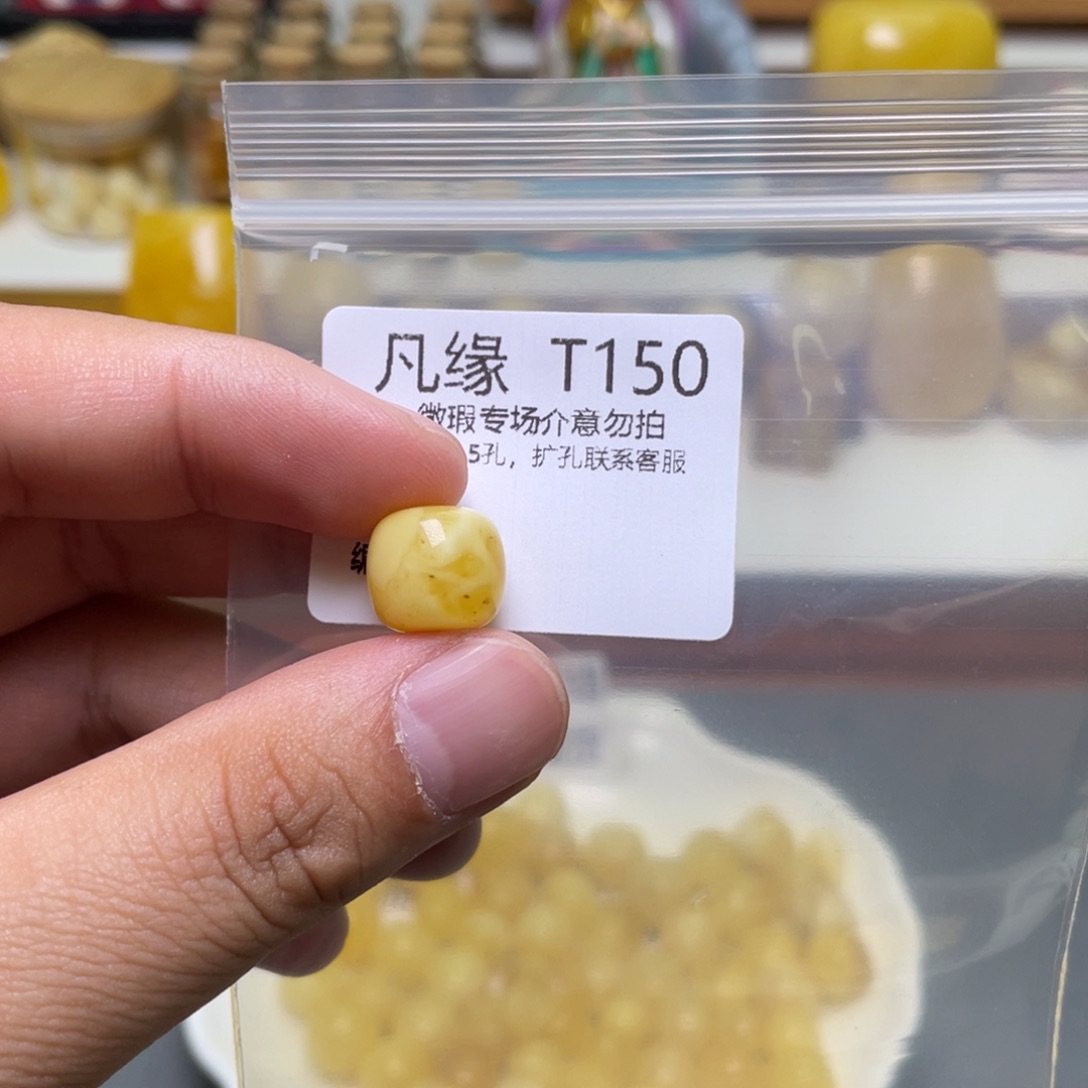 凡缘 T150
微瑕专场介意勿拍
5孔，扩孔联系客服
编